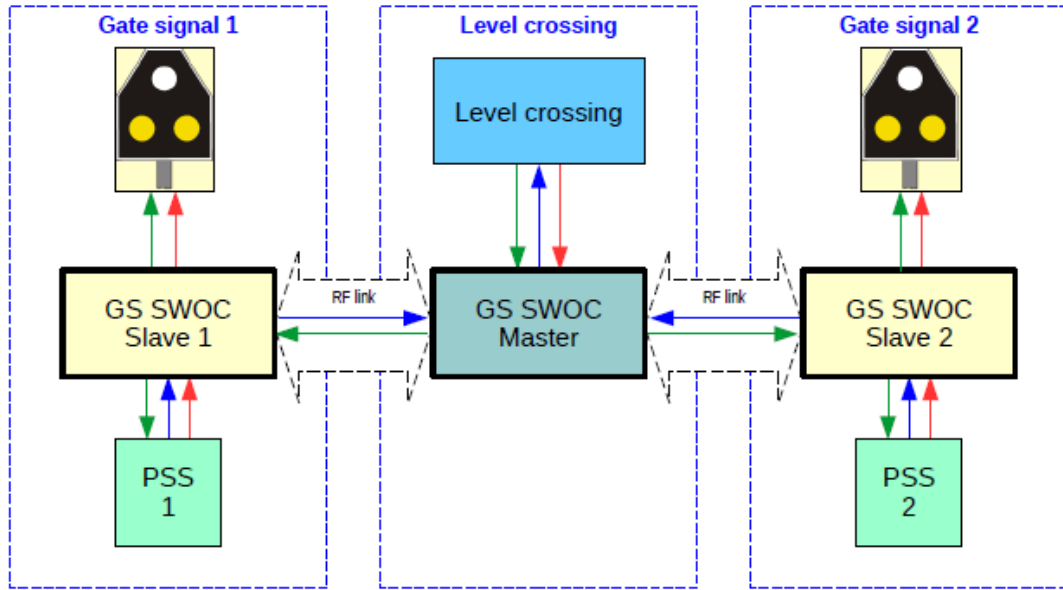 Gate signal 1
Level crossing
Gate signal 2
Level crossing
GS SWOC
Slave 1
RF link
GS SWOC
Master
RF link
GS SWOC
Slave 2
PSS
1
PSS
2